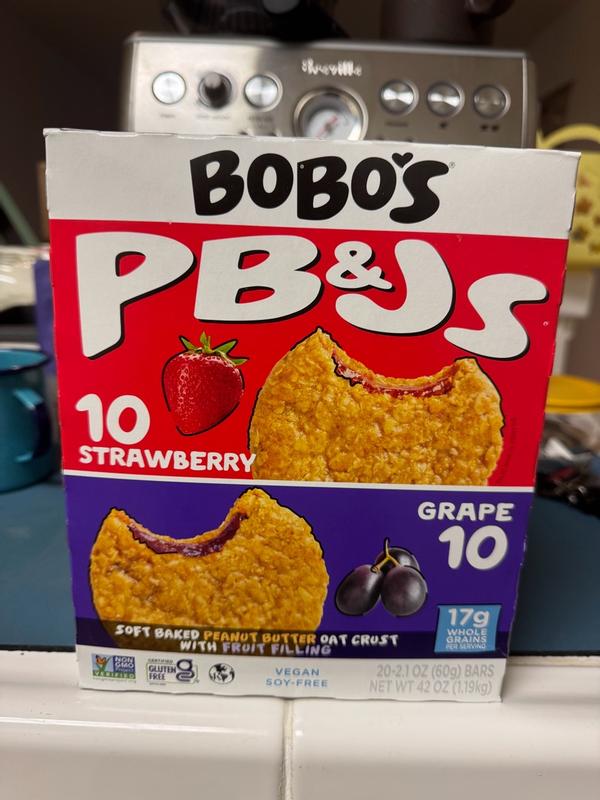 Breville
BOBO'S
PB&JS
10
STRAWBERRY
GRAPE
10
SOFT BAKED PEANUT BUTTER OAT CRUST
WITH FRUIT FILLING
17g
WHOLE
GRAINS
PER SERVING
NON
GMO
Project
VERIFIED
CERTIFIED
GLUTEN
FREE
VEGAN
SOY-FREE
20-2.1 OZ (60g) BARS
NET WT 42 OZ (1.19kg)